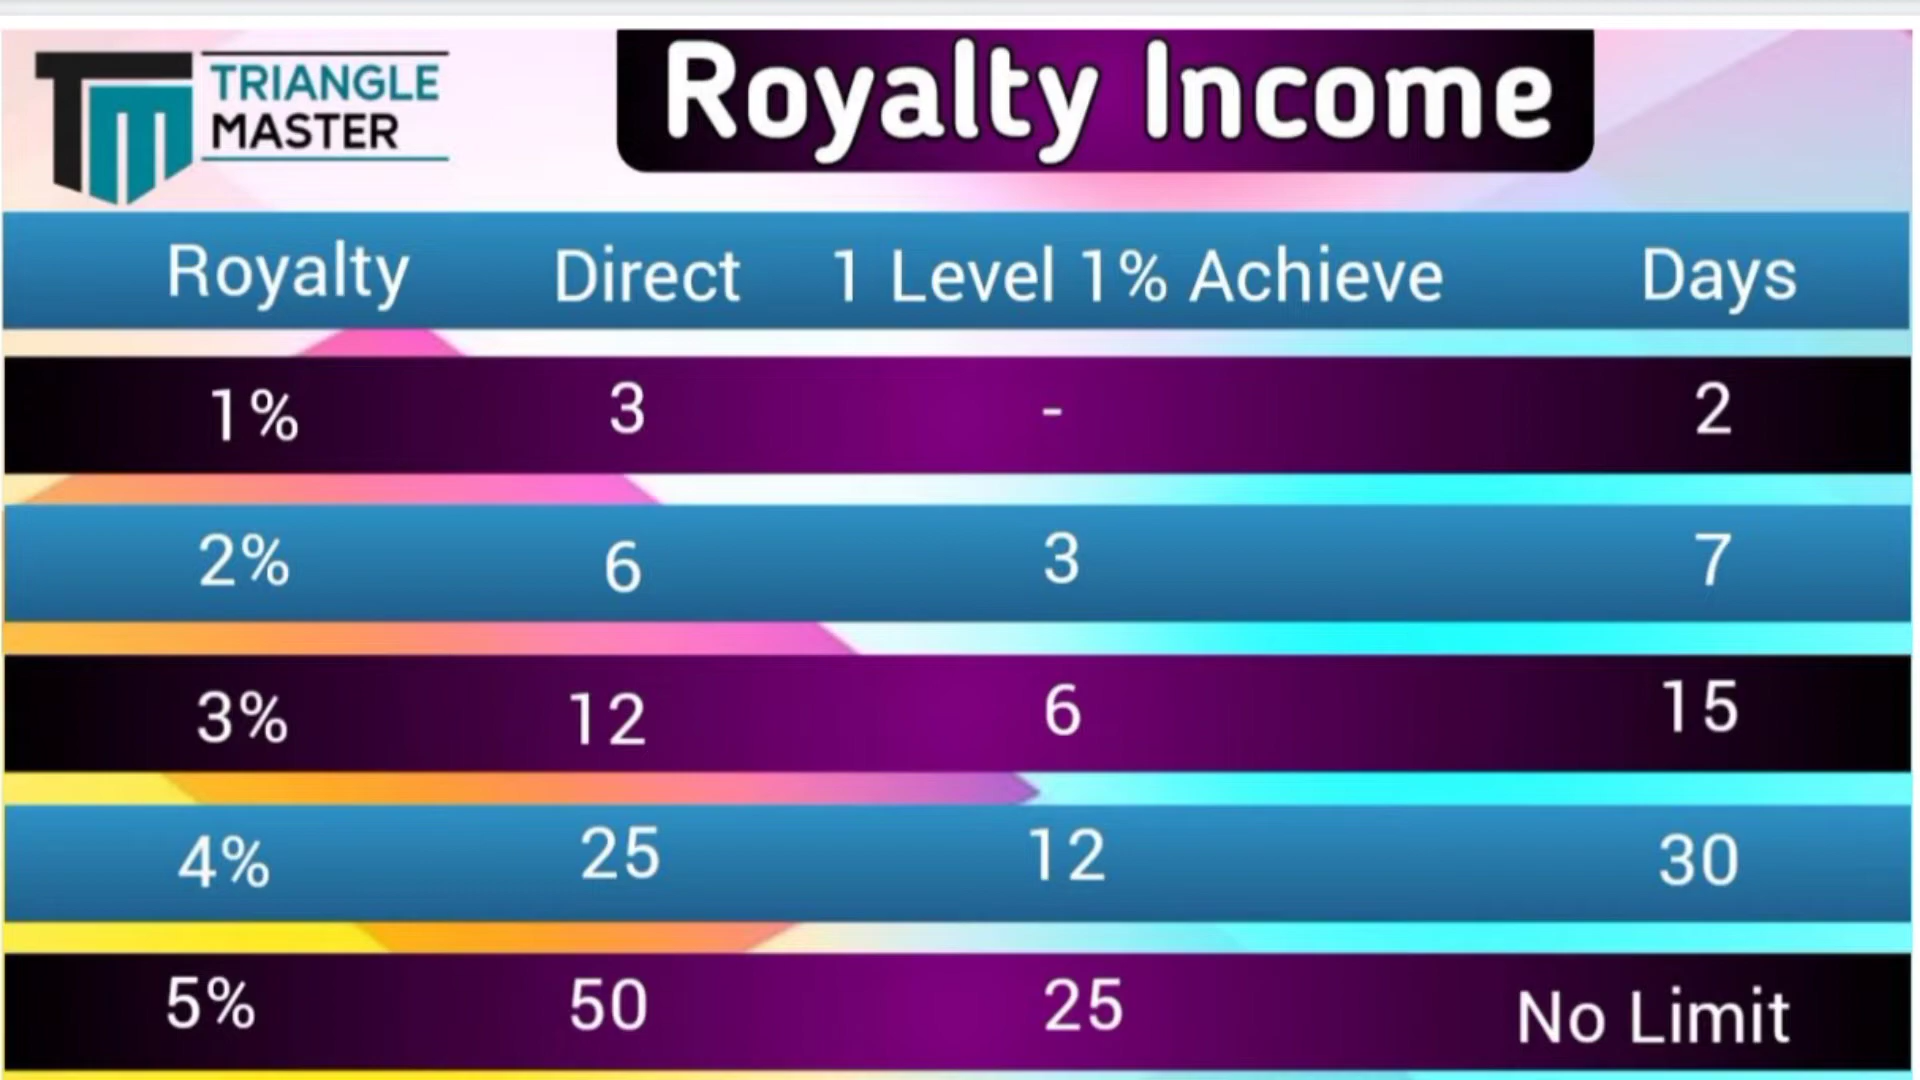 TRIANGLE
MASTER
Royalty Income
Royalty Direct 1 Level 1% Achieve Days
1% 3 - 2
2% 6 3 7
3% 12 6 15
4% 25 12 30
5% 50 25 No Limit